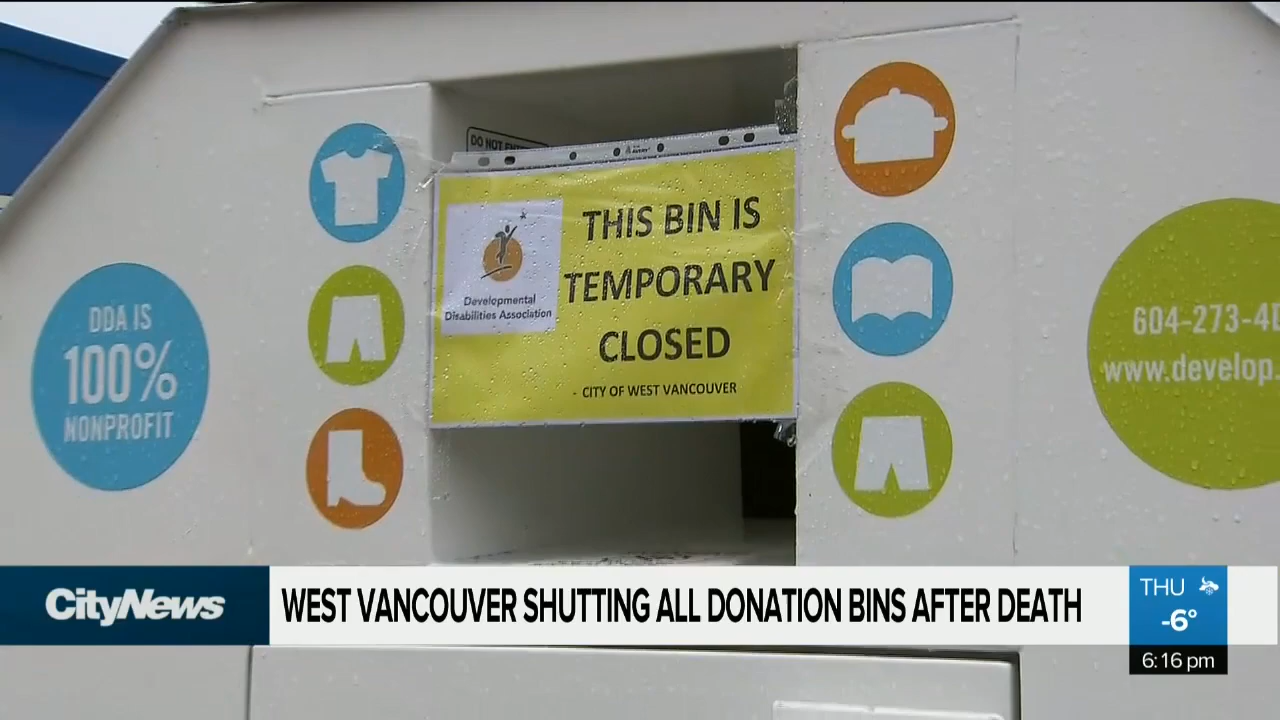 DO NOT
DDA IS
100%
NONPROFIT
Developmental
Disabilities Association
THIS BIN IS
TEMPORARY
CLOSED
- CITY OF WEST VANCOUVER
604-273-4
www.develop
CityNews
WEST VANCOUVER SHUTTING ALL DONATION BINS AFTER DEATH
THU
-6°
6:16 pm